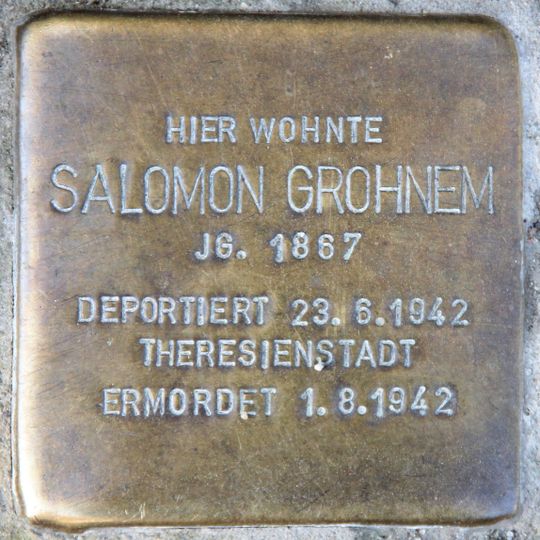 HIER WOHNTE
SALOMON GROHNEM
JG. 1867
DEPORTIERT 23.6.1942
THERESIENSTADT
ERMORDET 1.8.1942